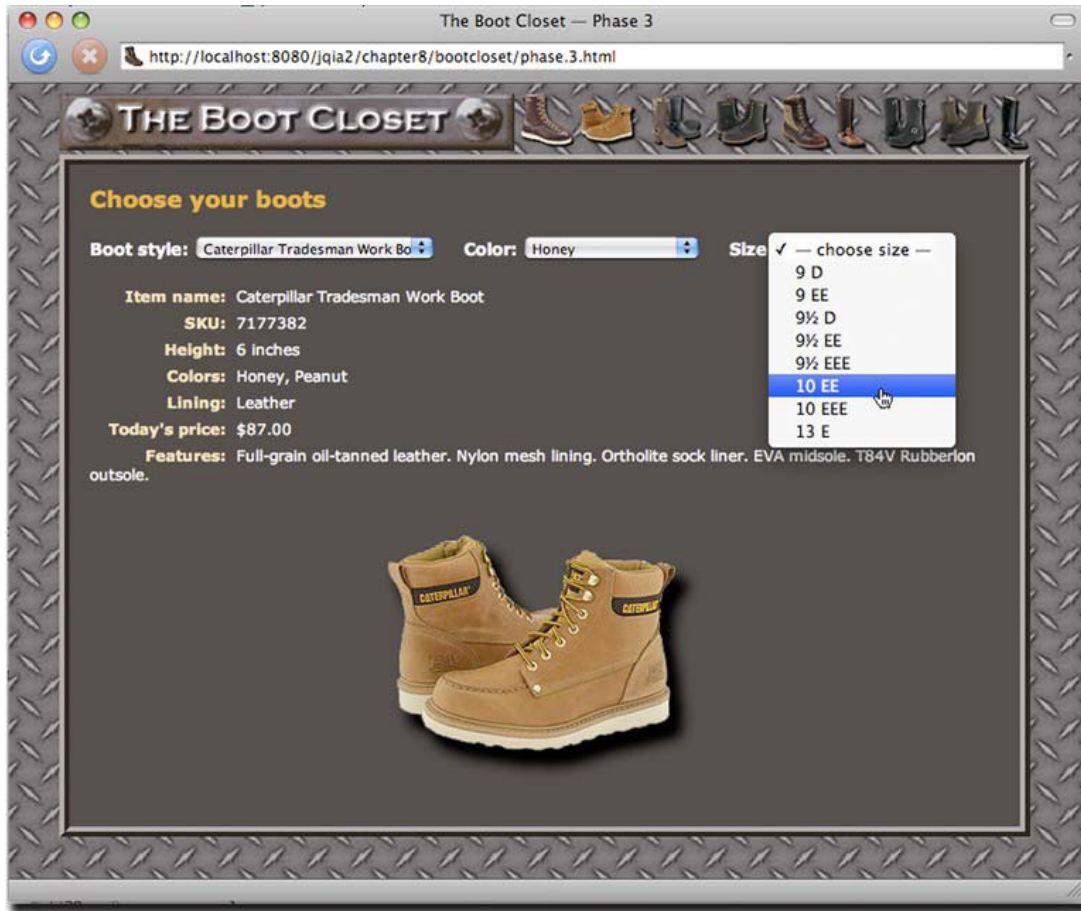 The Boot Closet — Phase 3
http://localhost:8080/jqia2/chapter8/bootcloset/phase.3.html
THE BOOT CLOSET
Choose your boots
Boot style: Caterpillar Tradesman Work Bo Color: Honey Size
✓ — choose size —
9 D
9 EE
9½ D
9½ EE
9½ EEE
10 EE
10 EEE
13 E
Item name: Caterpillar Tradesman Work Boot
SKU: 7177382
Height: 6 inches
Colors: Honey, Peanut
Lining: Leather
Today's price: $87.00
Features: Full-grain oil-tanned leather. Nylon mesh lining. Ortholite sock liner. EVA midsole. T84V Rubberlon
outsole.
CATERPILLAR
CATERPILLAR